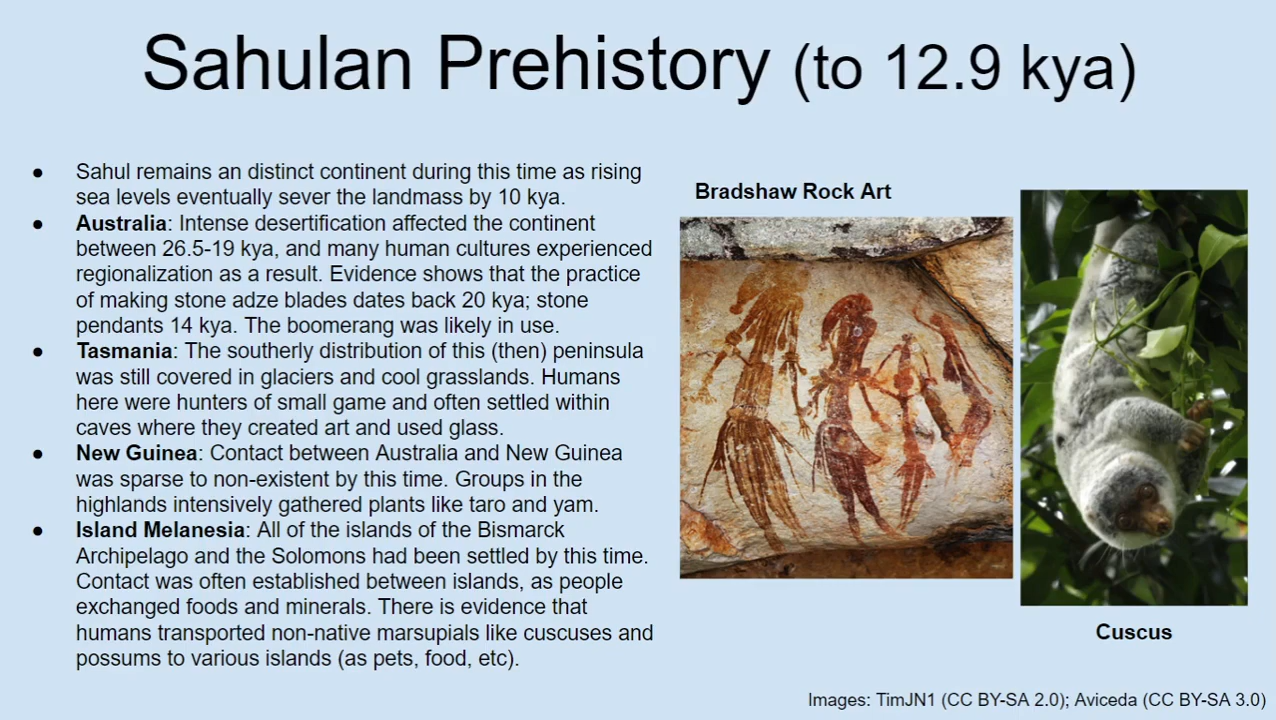 Sahulan Prehistory (to 12.9 kya)
● Sahul remains an distinct continent during this time as rising
sea levels eventually sever the landmass by 10 kya.
● Australia: Intense desertification affected the continent
between 26.5-19 kya, and many human cultures experienced
regionalization as a result. Evidence shows that the practice
of making stone adze blades dates back 20 kya; stone
pendants 14 kya. The boomerang was likely in use.
● Tasmania: The southerly distribution of this (then) peninsula
was still covered in glaciers and cool grasslands. Humans
here were hunters of small game and often settled within
caves where they created art and used glass.
● New Guinea: Contact between Australia and New Guinea
was sparse to non-existent by this time. Groups in the
highlands intensively gathered plants like taro and yam.
● Island Melanesia: All of the islands of the Bismarck
Archipelago and the Solomons had been settled by this time.
Contact was often established between islands, as people
exchanged foods and minerals. There is evidence that
humans transported non-native marsupials like cuscuses and
possums to various islands (as pets, food, etc).
Bradshaw Rock Art
Cuscus
Images: TimJN1 (CC BY-SA 2.0); Aviceda (CC BY-SA 3.0)